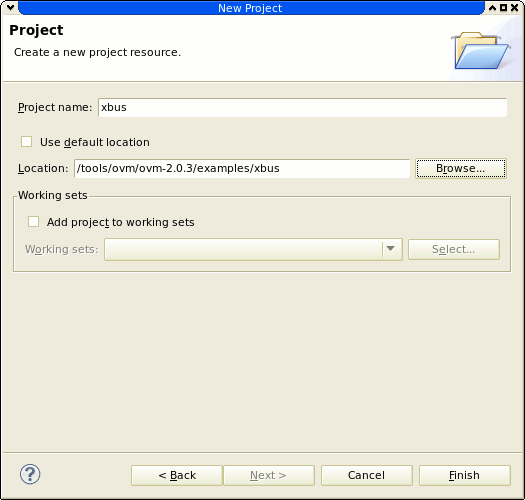 New Project
Project
Create a new project resource.
Project name: xbus
Use default location
Location: /tools/ovm/ovm-2.0.3/examples/xbus Browse...
Working sets
Add project to working sets
Working sets: Select...
? < Back Next > Cancel Finish